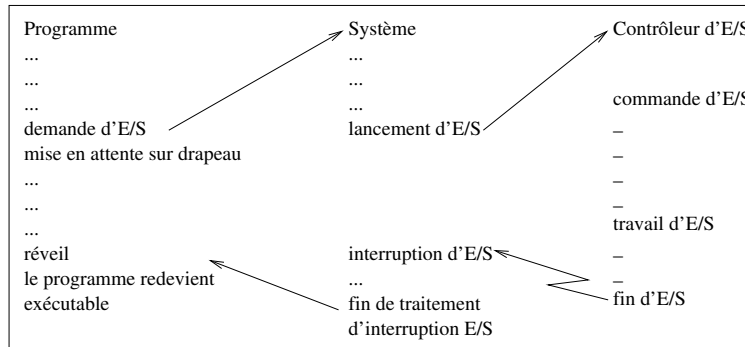 Programme
...
...
...
demande d'E/S
mise en attente sur drapeau
...
...
...
réveil
le programme redevient
exécutable
Système
...
...
...
lancement d'E/S
interruption d'E/S
...
fin de traitement
d'interruption E/S
Contrôleur d'E/S
commande d'E/S
–
–
–
–
travail d'E/S
–
–
fin d'E/S